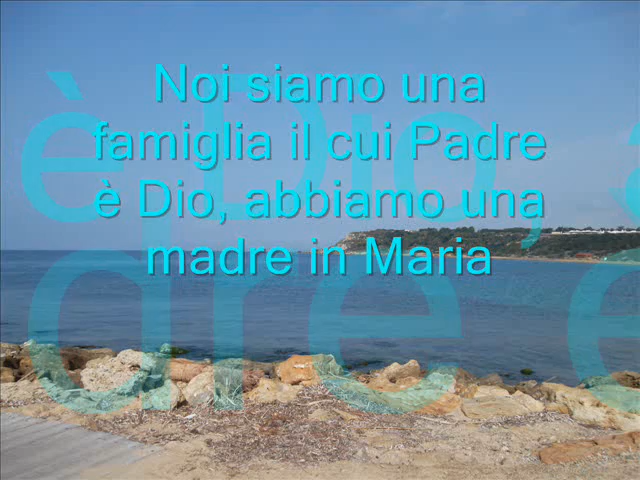 Noi siamo una
famiglia il cui Padre
è Dio, abbiamo una
madre in Maria